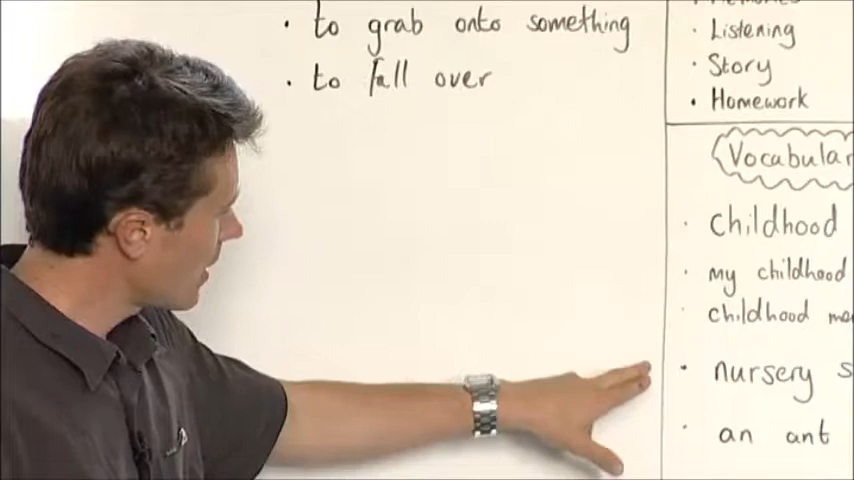 • to grab onto something
• to fall over
• Listening
• Story
• Homework
Vocabular
• childhood
• my childhood
• childhood
• nursery
• an ant